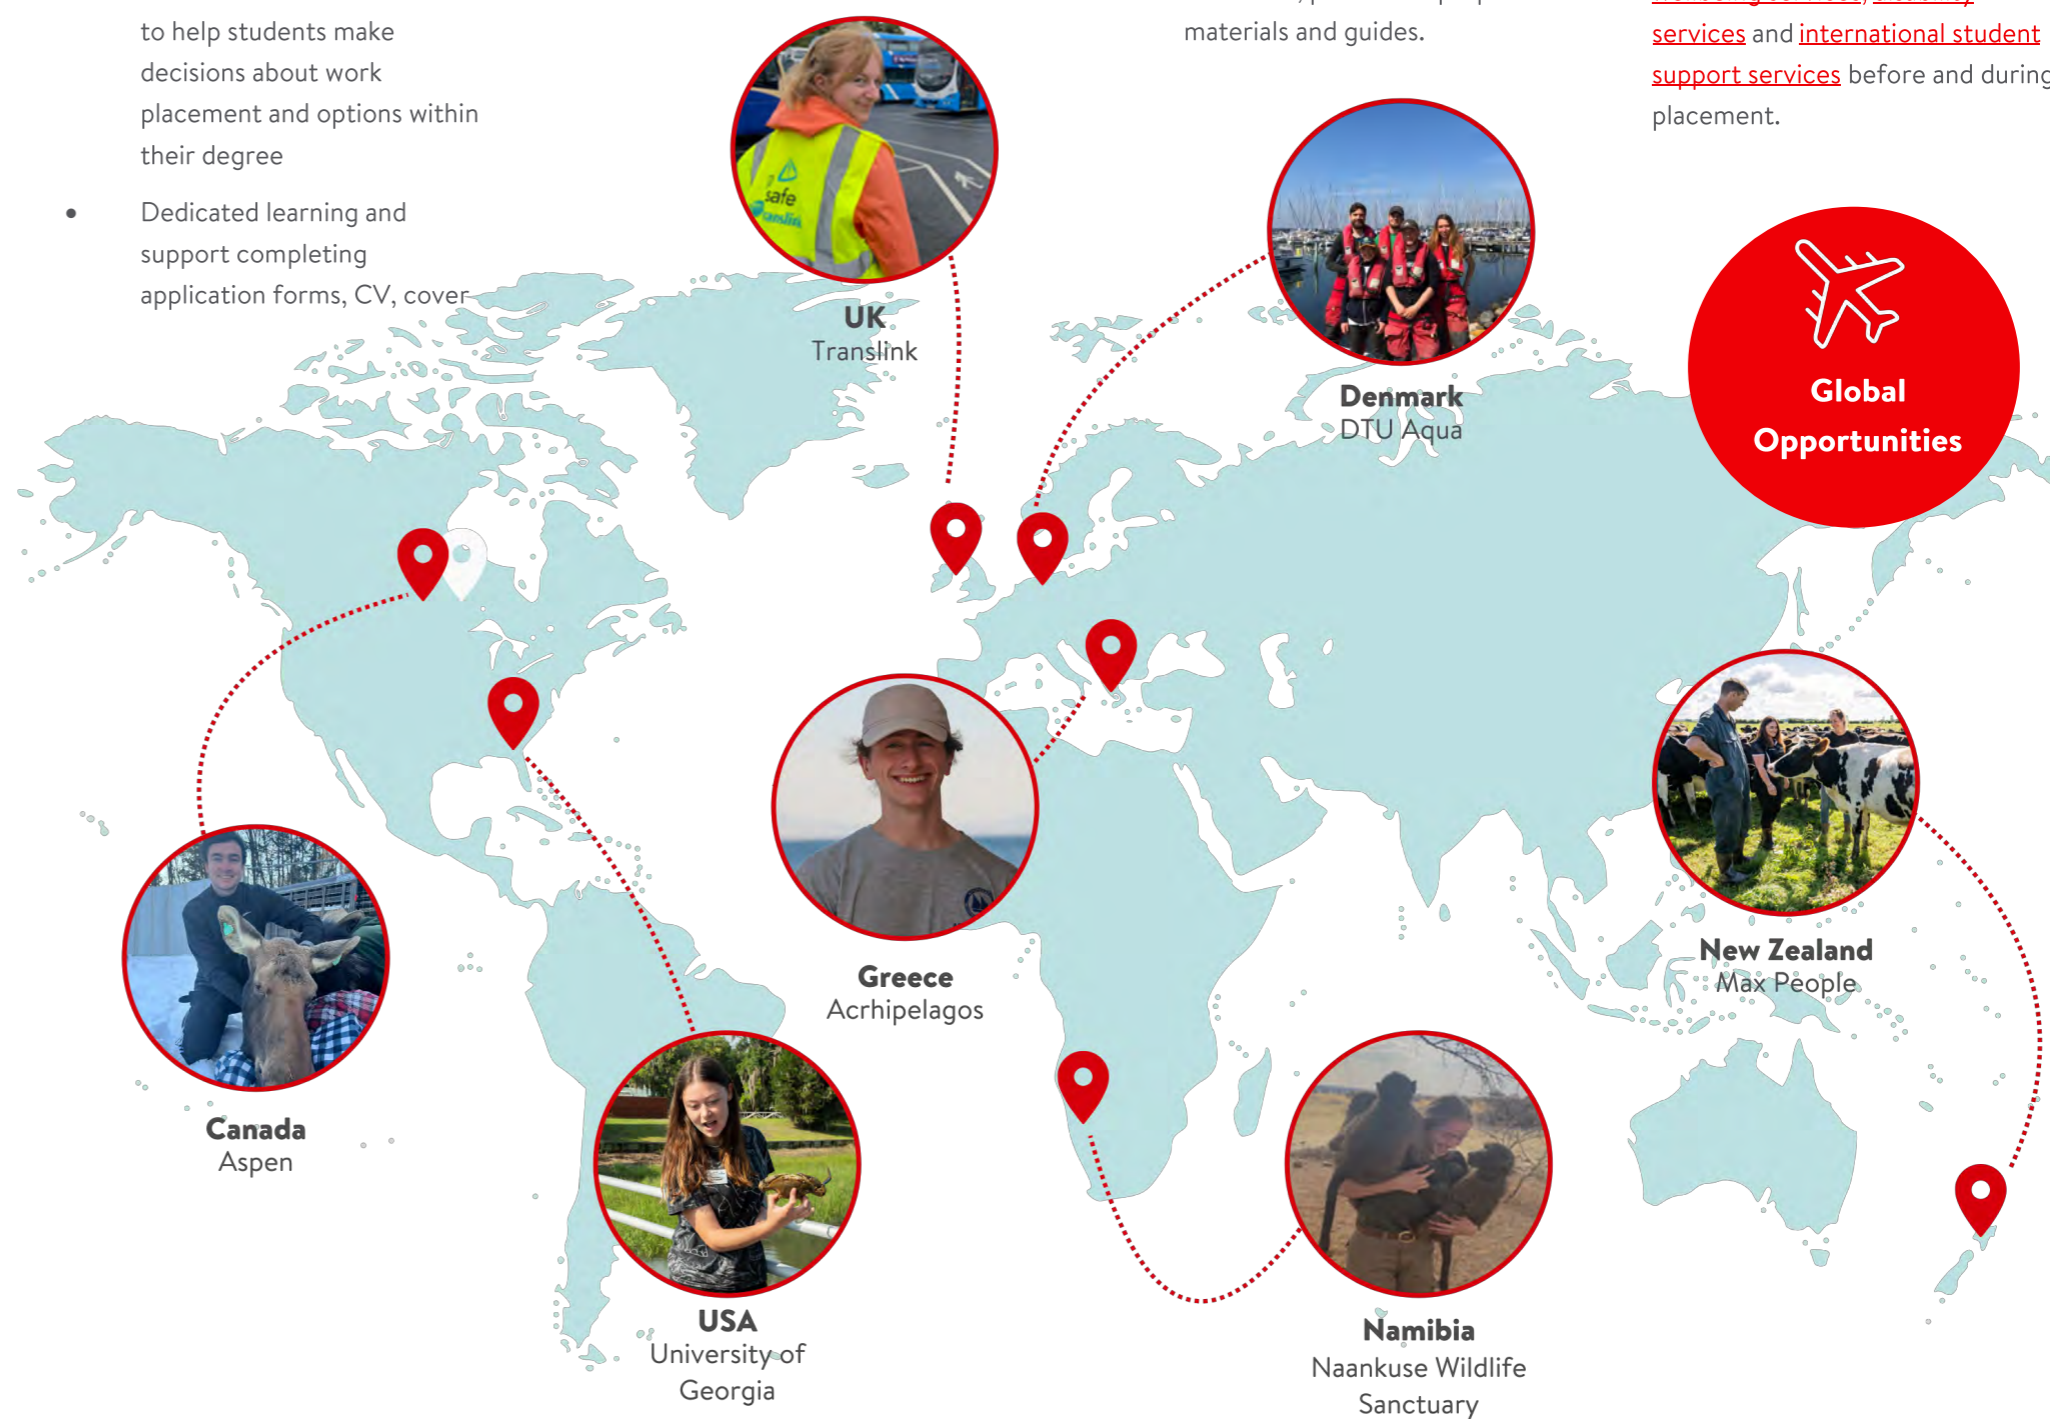 to help students make
decisions about work
placement and options within
their degree
• Dedicated learning and
support completing
application forms, CV, cover
materials and guides.
services and international student
support services before and during
placement.
safe
translink
UK
Translink
Denmark
DTU Aqua
Global
Opportunities
Greece
Acrhipelagos
New Zealand
Max People
Canada
Aspen
USA
University of
Georgia
Namibia
Naankuse Wildlife
Sanctuary